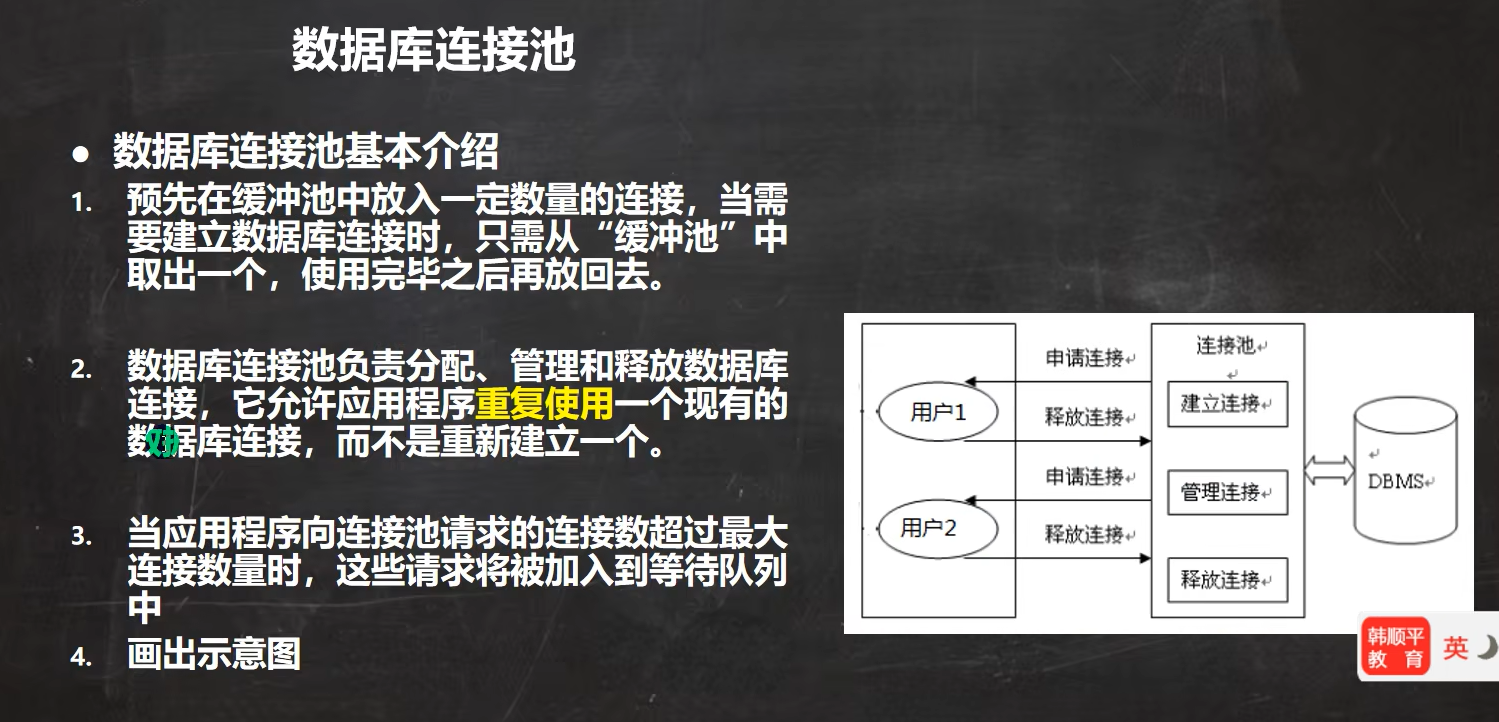 数据库连接池
● 数据库连接池基本介绍
1. 预先在缓冲池中放入一定数量的连接，当需
要建立数据库连接时，只需从“缓冲池”中
取出一个，使用完毕之后再放回去。
2. 数据库连接池负责分配、管理和释放数据库
连接，它允许应用程序重复使用一个现有的
数据库连接，而不是重新建立一个。
3. 当应用程序向连接池请求的连接数超过最大
连接数量时，这些请求将被加入到等待队列
中
4. 画出示意图
用户1
用户2
申请连接
释放连接
申请连接
释放连接
连接池
建立连接
管理连接
释放连接
DBMS
韩顺平
教 育
英